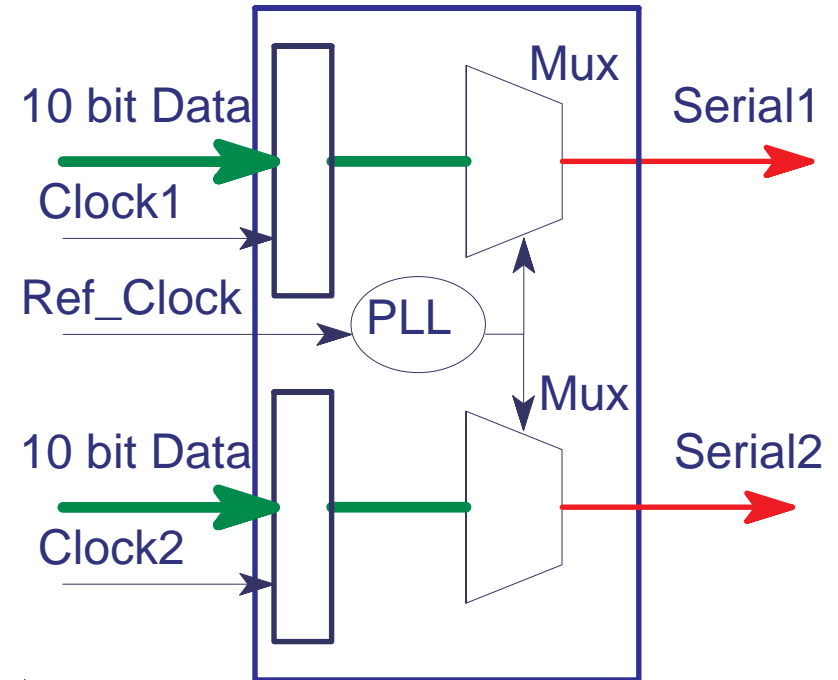 Mux
10 bit Data
Serial1
Clock1
Ref_Clock
PLL
Mux
10 bit Data
Serial2
Clock2